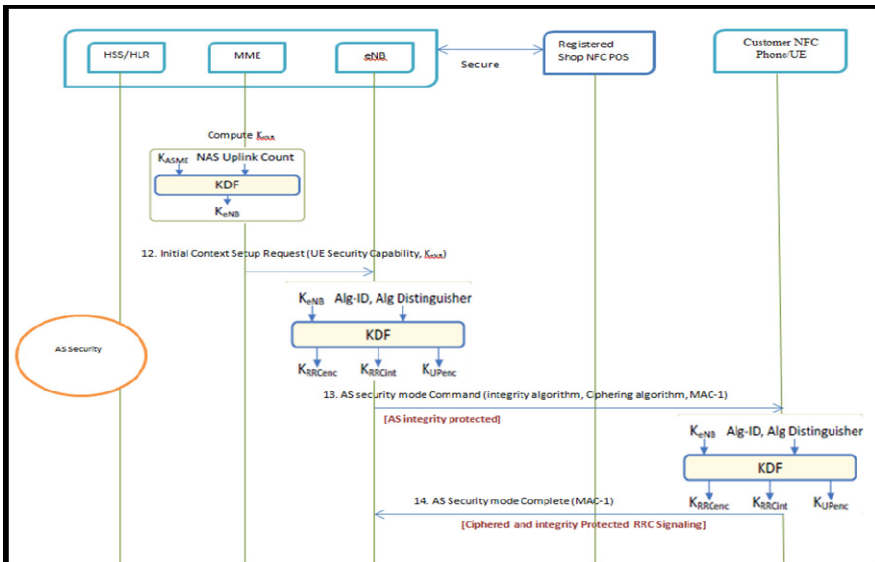 HSS/HLR
MME
eNB
Secure
Registered
Shop NFC POS
Customer NFC
Phone/UE
Compute KeNB
KASME NAS Uplink Count
KDF
KeNB
12. Initial Context Setup Request (UE Security Capability, KeNB)
KeNB Alg-ID, Alg Distinguisher
KDF
KRRCenc KRRCint KUPenc
AS Security
13. AS security mode Command (integrity algorithm, Ciphering algorithm, MAC-1)
[AS integrity protected]
KeNB Alg-ID, Alg Distinguisher
KDF
KRRCenc KRRCint KUPenc
14. AS Security mode Complete (MAC-1)
[Ciphered and integrity Protected RRC Signaling]